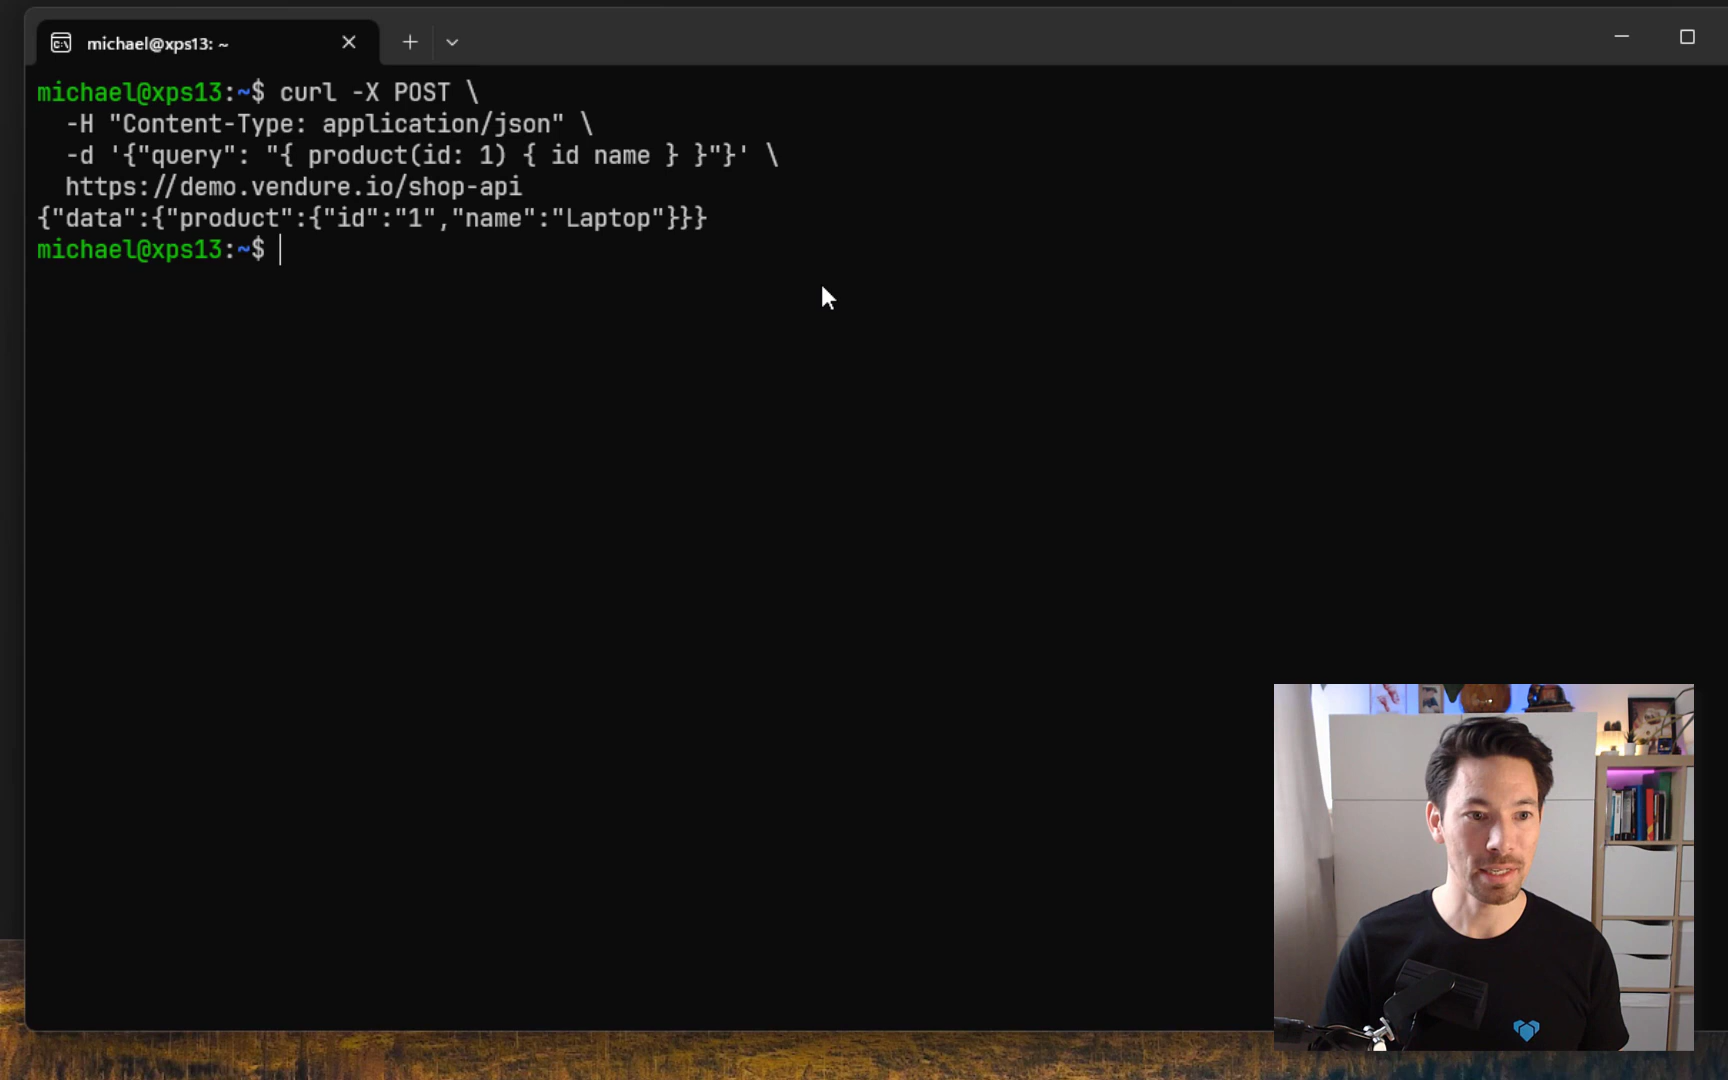 michael@xps13: ~
michael@xps13:~$ curl -X POST \
  -H "Content-Type: application/json" \
  -d '{"query": "{ product(id: 1) { id name } }"}' \
  https://demo.vendure.io/shop-api
{"data":{"product":{"id":"1","name":"Laptop"}}}
michael@xps13:~$